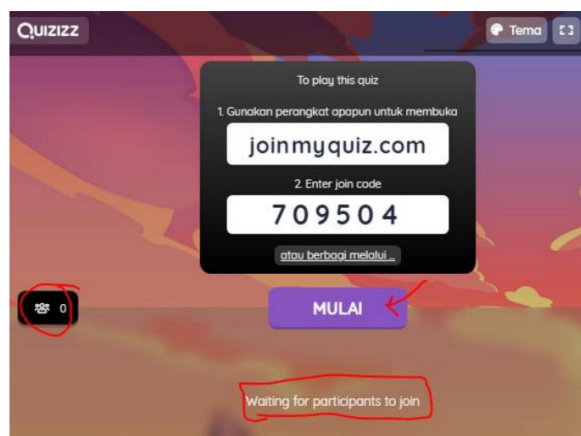 QUIZIZZ
Tema
To play this quiz
1. Gunakan perangkat apapun untuk membuka
joinmyquiz.com
2. Enter join code
709504
atau berbagi melalui ...
0
MULAI
Waiting for participants to join